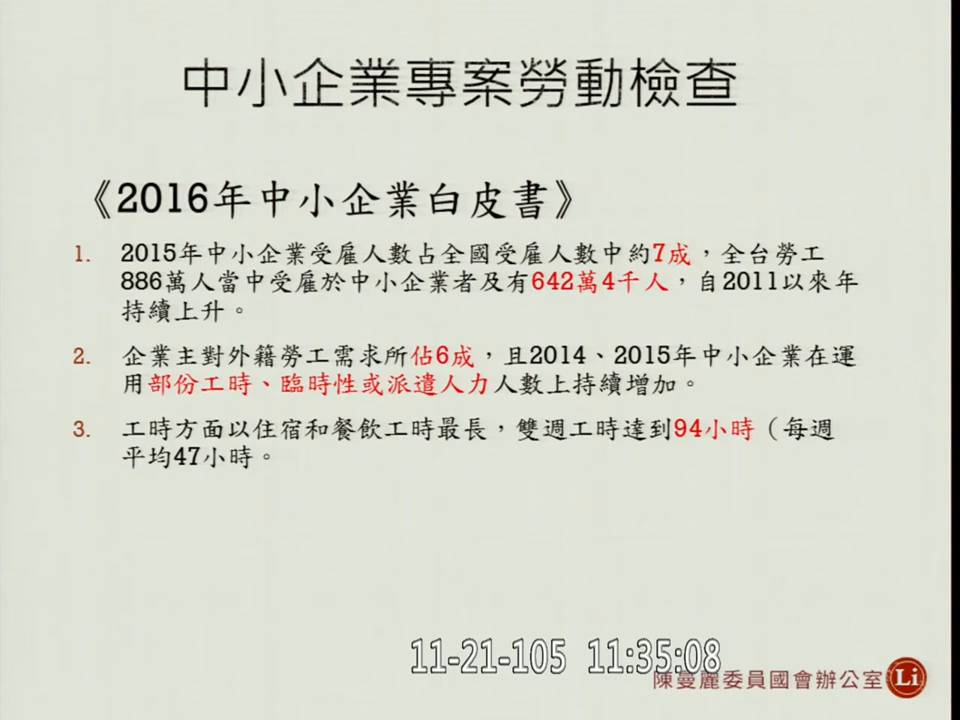 中小企業專案勞動檢查
《2016年中小企業白皮書》
1. 2015年中小企業受雇人數占全國受雇人數中約7成，全台勞工
886萬人當中受雇於中小企業者及有642萬4千人，自2011以來年
持續上升。
2. 企業主對外籍勞工需求所佔6成，且2014、2015年中小企業在運
用部份工時、臨時性或派遣人力人數上持續增加。
3. 工時方面以住宿和餐飲工時最長，雙週工時達到94小時（每週
平均47小時。
11-21-105 11:35:08
陳曼麗委員國會辦公室 Li